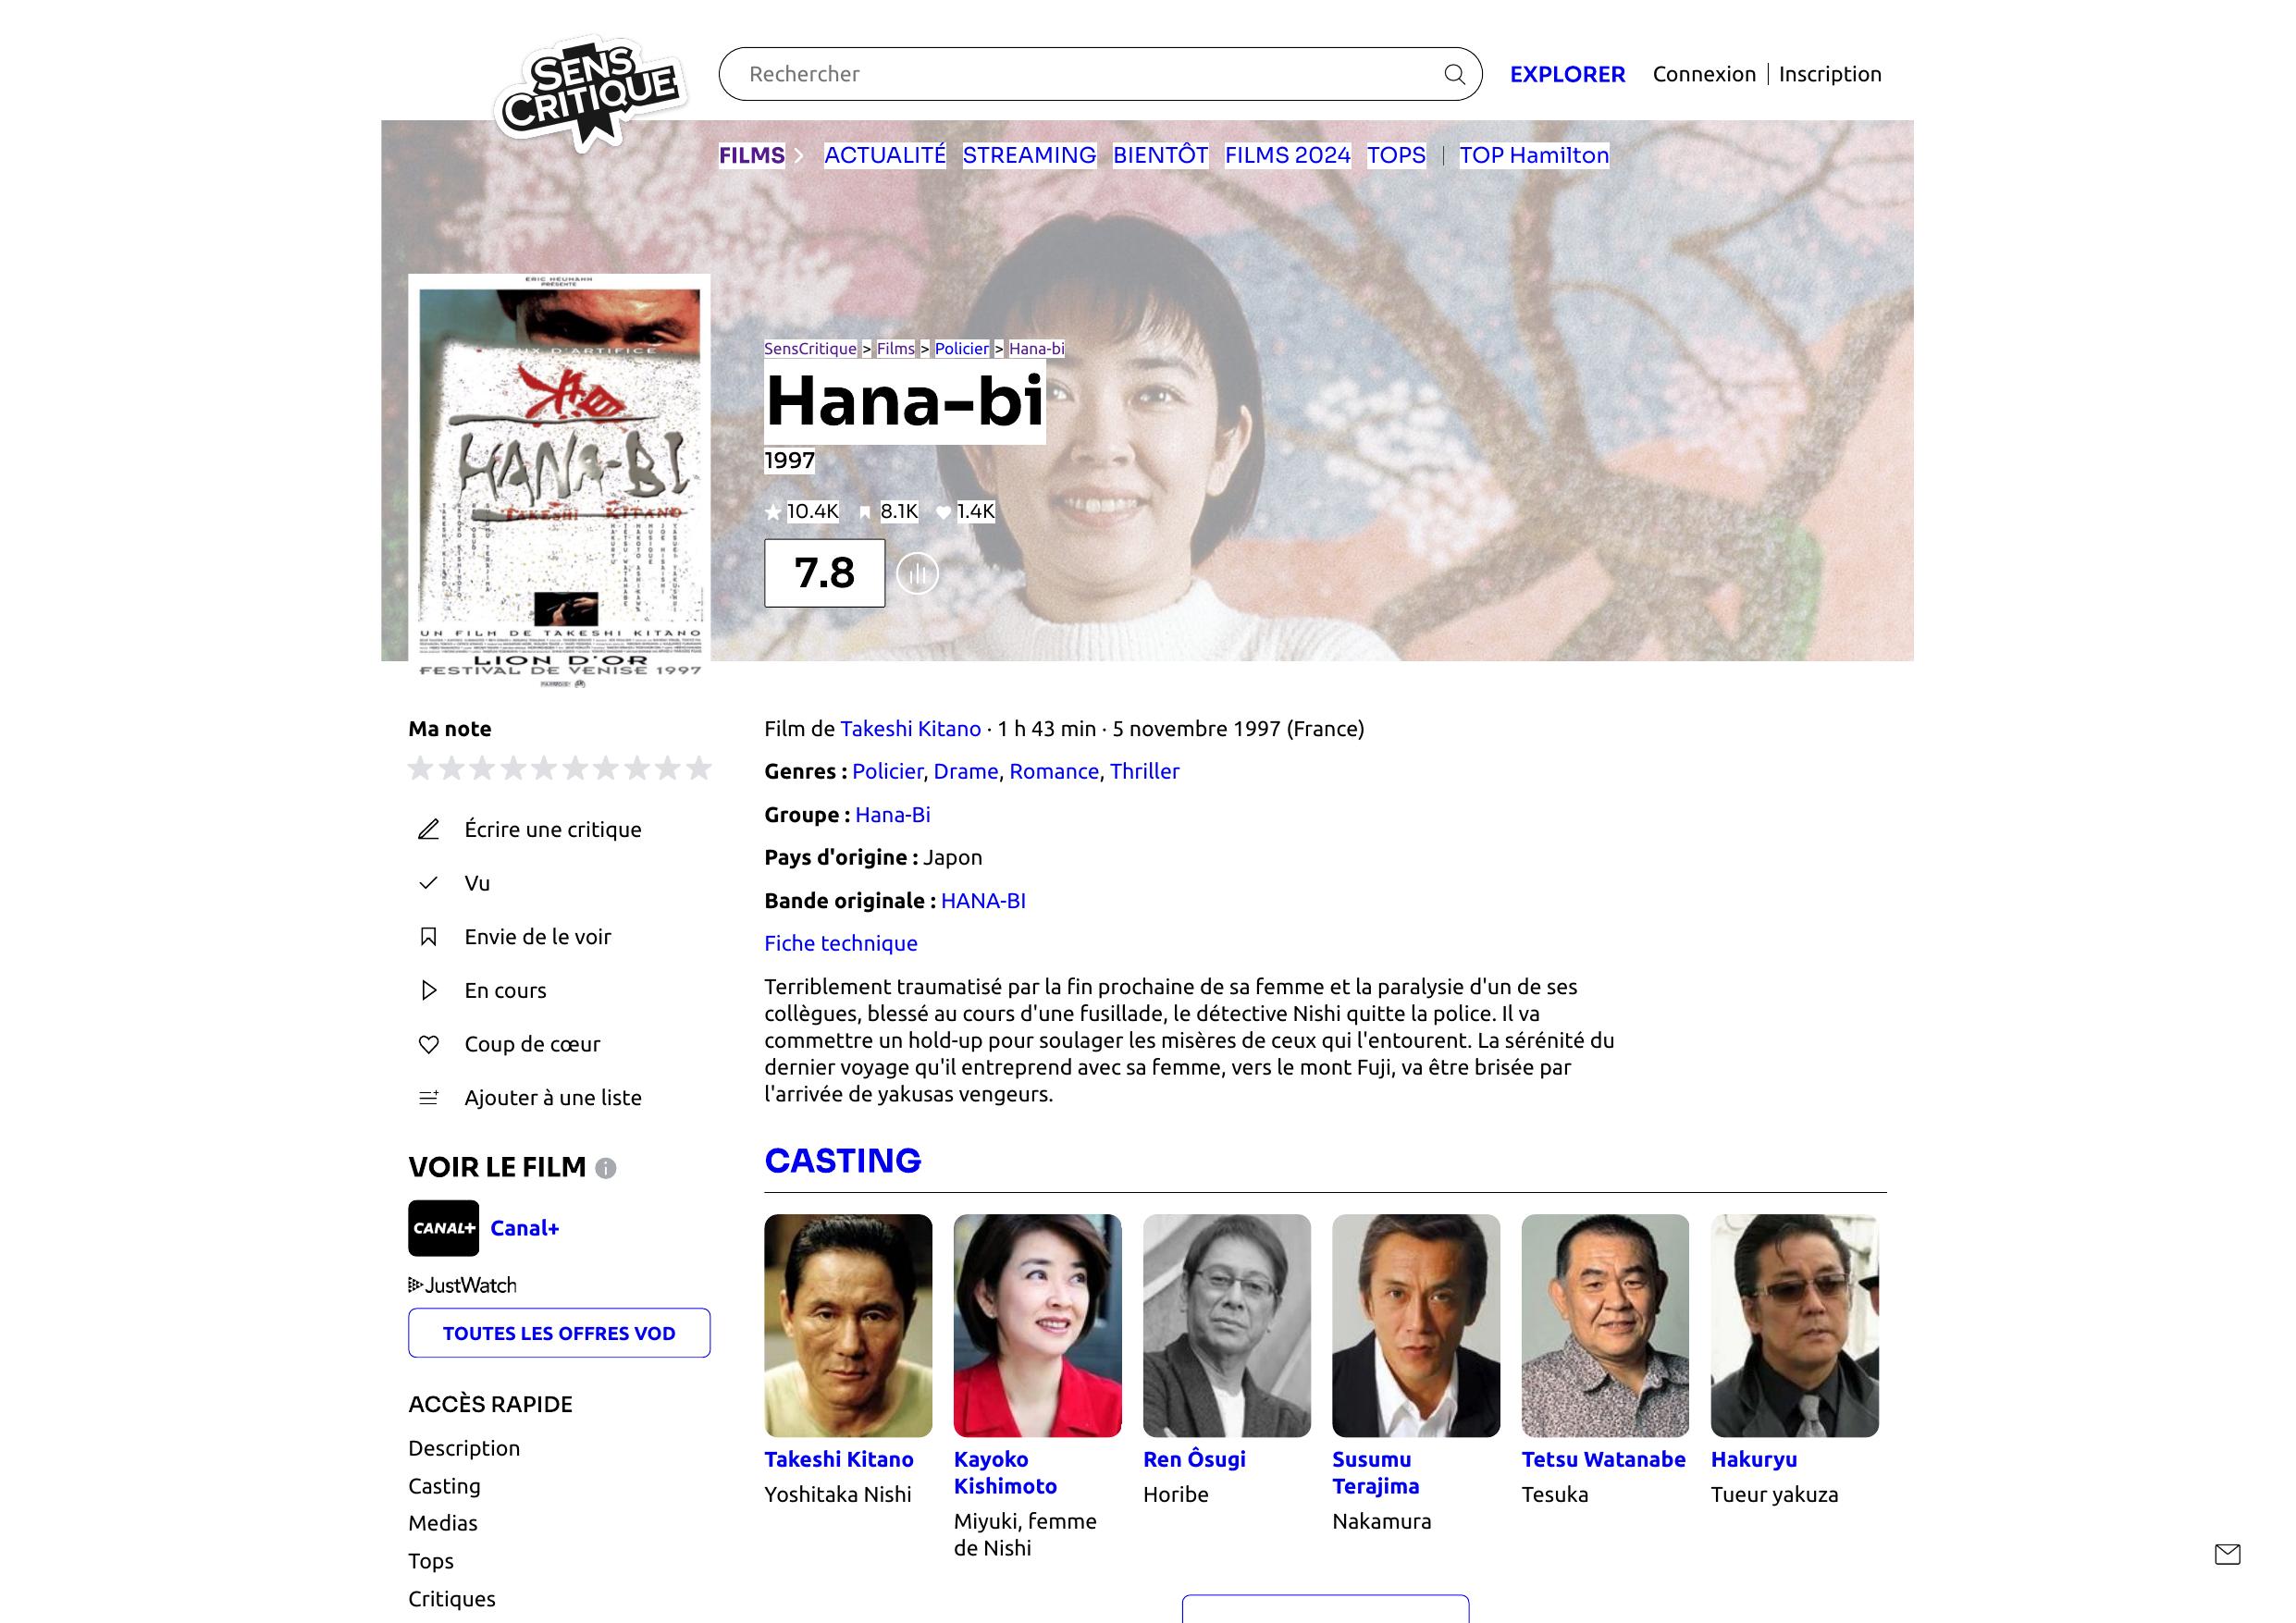 SENS
CRITIQUE
Rechercher
EXPLORER
Connexion | Inscription
FILMS
ACTUALITÉ
STREAMING
BIENTÔT
FILMS 2024
TOPS | TOP Hamilton
ERIC NEUMANN
PRÉSENTE
HANA-BI
TAKESHI KITANO
UN FILM DE TAKESHI KITANO
LION D'OR
FESTIVAL DE VENISE 1997
SensCritique > Films > Policier > Hana-bi
Hana-bi
1997
10.4K 8.1K 1.4K
7.8
Ma note
Écrire une critique
Vu
Envie de le voir
En cours
Coup de cœur
Ajouter à une liste
VOIR LE FILM
CANAL+ Canal+
JustWatch
TOUTES LES OFFRES VOD
ACCÈS RAPIDE
Description
Casting
Medias
Tops
Critiques
Film de Takeshi Kitano · 1 h 43 min · 5 novembre 1997 (France)
Genres : Policier, Drame, Romance, Thriller
Groupe : Hana-Bi
Pays d'origine : Japon
Bande originale : HANA-BI
Fiche technique
Terriblement traumatisé par la fin prochaine de sa femme et la paralysie d'un de ses
collègues, blessé au cours d'une fusillade, le détective Nishi quitte la police. Il va
commettre un hold-up pour soulager les misères de ceux qui l'entourent. La sérénité du
dernier voyage qu'il entreprend avec sa femme, vers le mont Fuji, va être brisée par
l'arrivée de yakusas vengeurs.
CASTING
Takeshi Kitano
Yoshitaka Nishi
Kayoko
Kishimoto
Miyuki, femme
de Nishi
Ren Ôsugi
Horibe
Susumu
Terajima
Nakamura
Tetsu Watanabe
Tesuka
Hakuryu
Tueur yakuza